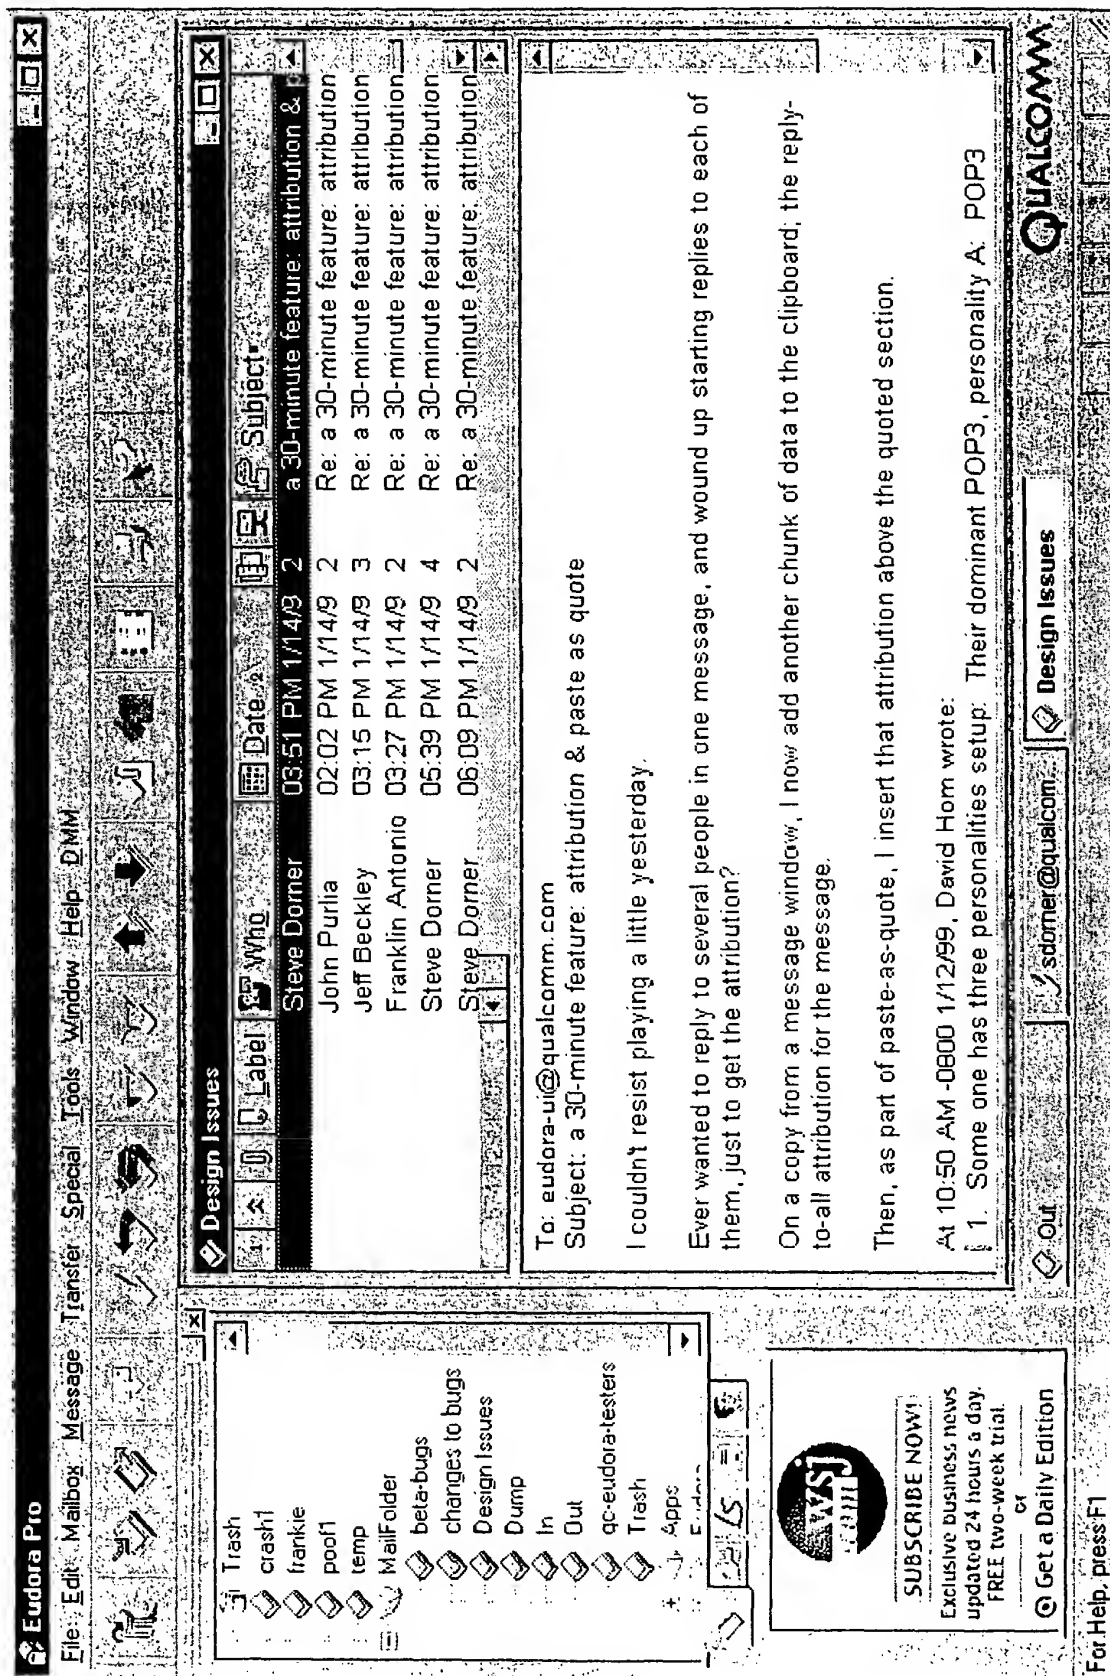 Eudora Pro
File Edit Mailbox Message Transfer Special Tools Window Help DMM
Trash
crash1
frankie
poof1
temp
MailFolder
beta-bugs
changes to bugs
Design Issues
Dump
In
Out
qc-eudora-testers
Trash
Apps
wsj
.com
SUBSCRIBE NOW!
Exclusive business news
updated 24 hours a day.
FREE two-week trial.
or
Get a Daily Edition
Design Issues
Label Who Date Subject
Steve Dorner 03:51 PM 1/14/9 2 a 30-minute feature: attribution &
John Purlia 02:02 PM 1/14/9 2 Re: a 30-minute feature: attribution
Jeff Beckley 03:15 PM 1/14/9 3 Re: a 30-minute feature: attribution
Franklin Antonio 03:27 PM 1/14/9 2 Re: a 30-minute feature: attribution
Steve Dorner 05:39 PM 1/14/9 4 Re: a 30-minute feature: attribution
Steve Dorner 06:09 PM 1/14/9 2 Re: a 30-minute feature: attribution
To: eudora-ui@qualcomm.com
Subject: a 30-minute feature: attribution & paste as quote
I couldn't resist playing a little yesterday.
Ever wanted to reply to several people in one message, and wound up starting replies to each of
them, just to get the attribution?
On a copy from a message window, I now add another chunk of data to the clipboard; the reply-
to-all attribution for the message.
Then, as part of paste-as-quote, I insert that attribution above the quoted section.
At 10:50 AM -0800 1/12/99, David Hom wrote:
1. Some one has three personalities setup: Their dominant POP3, personality A: POP3
Out sdorner@qualcom... Design Issues
QUALCOMM
For Help, press F1